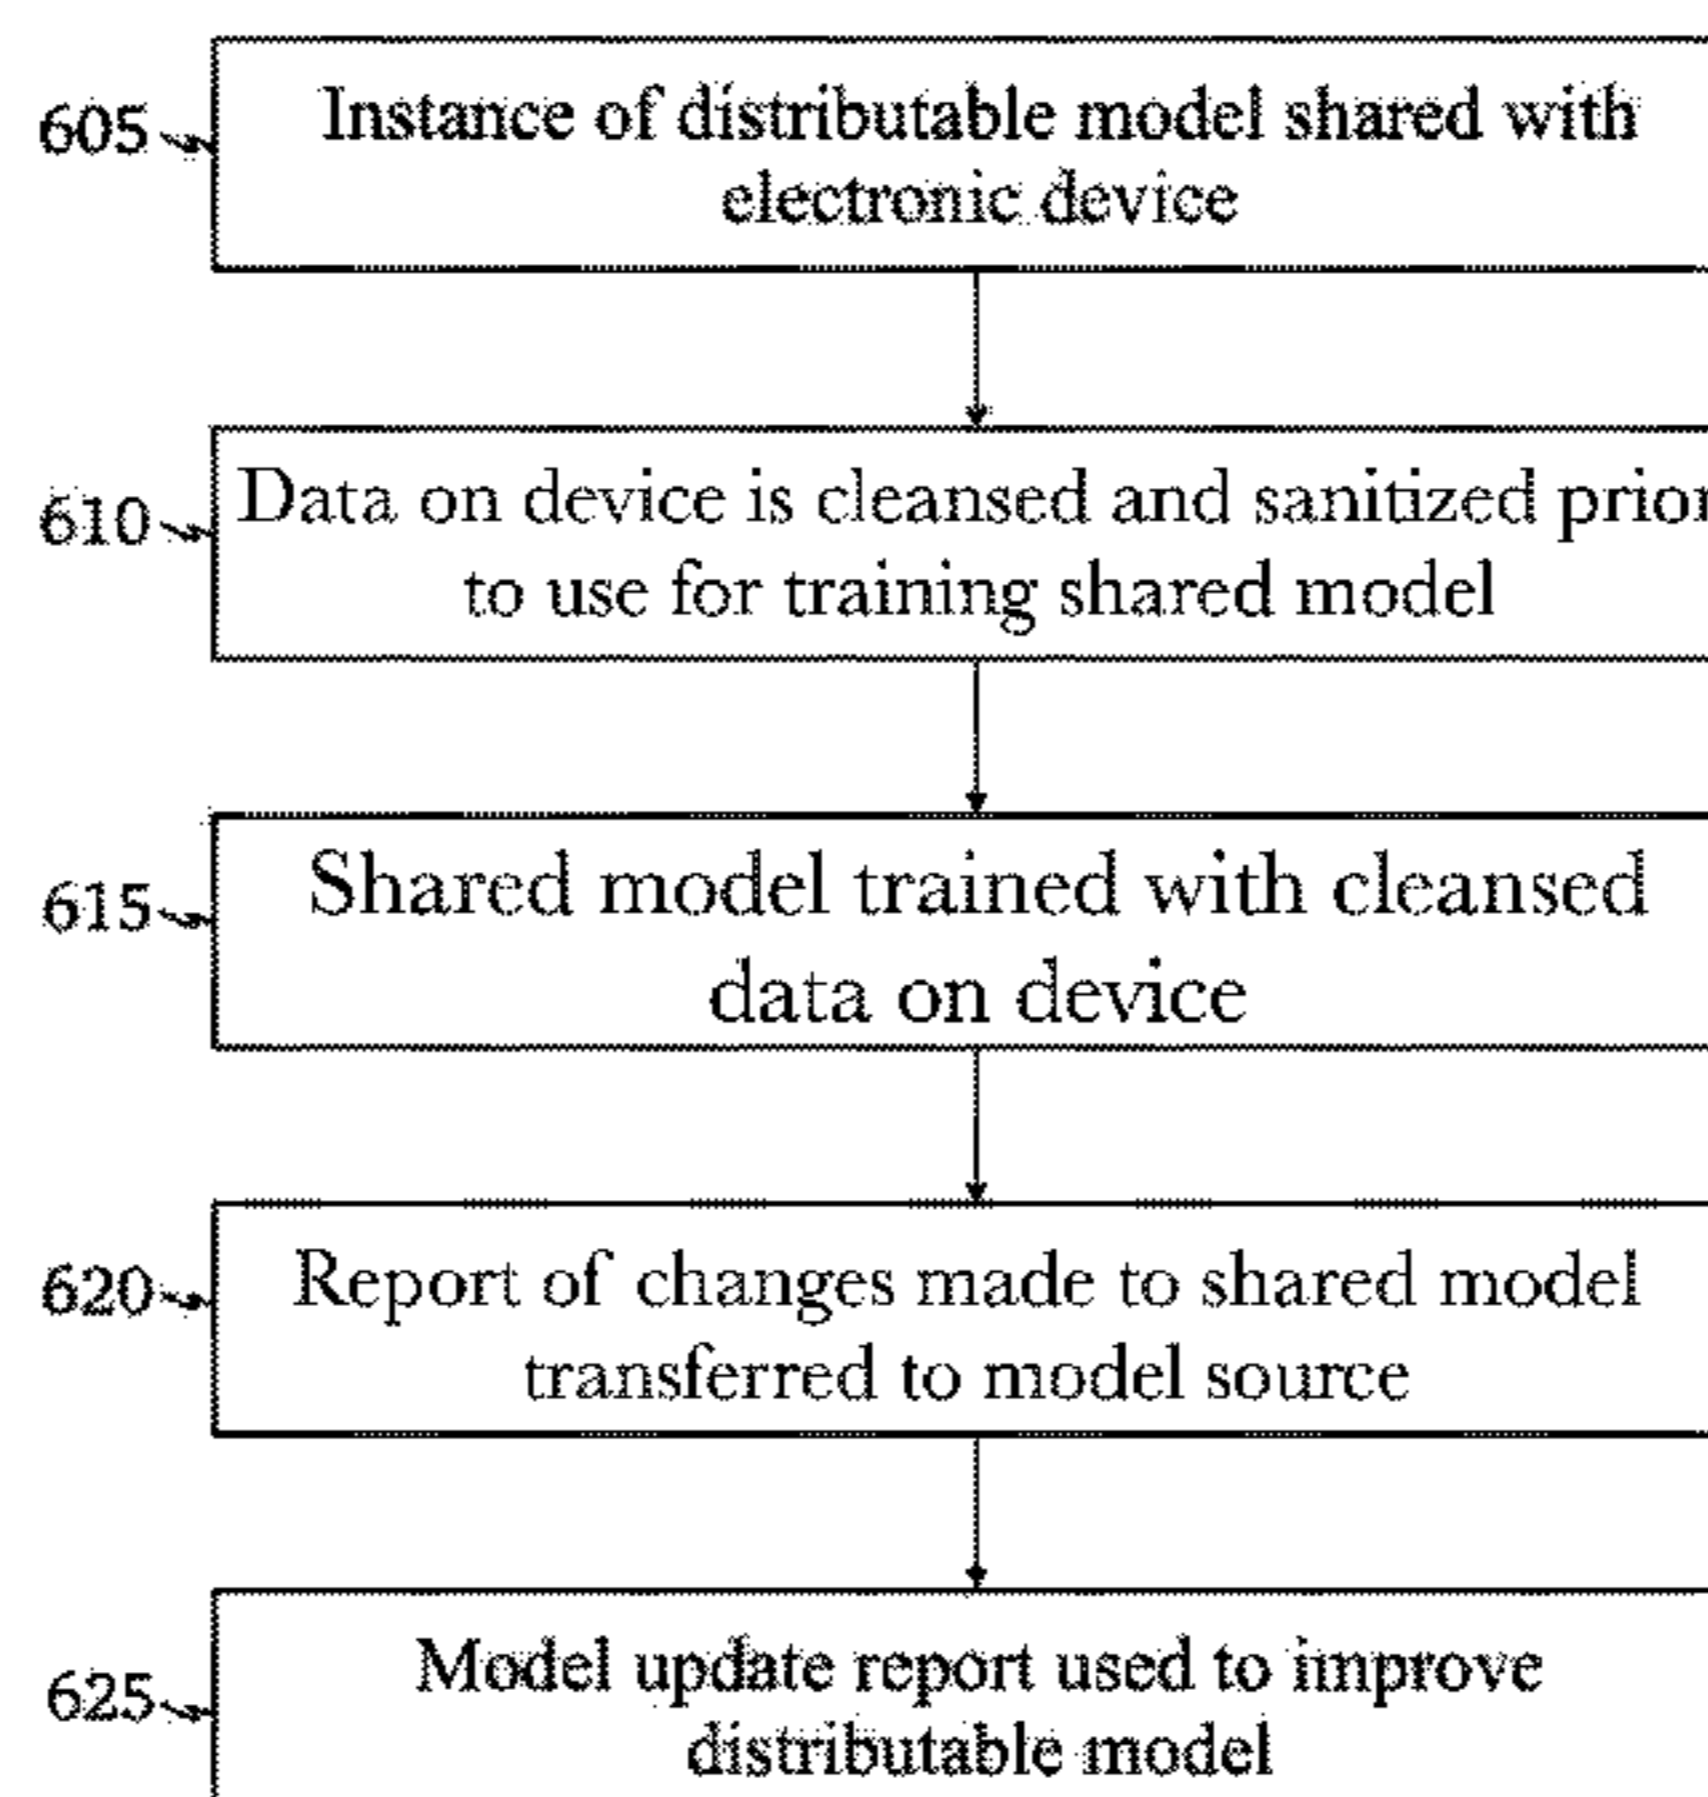 605
Instance of distributable model shared with
electronic device
610
Data on device is cleansed and sanitized prior
to use for training shared model
615
Shared model trained with cleansed
data on device
620
Report of changes made to shared model
transferred to model source
625
Model update report used to improve
distributable model